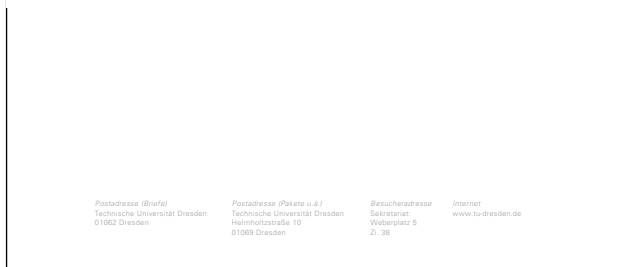 Postadresse (Briefe)
Technische Universität Dresden
01062 Dresden
Postadresse (Pakete u.ä.)
Technische Universität Dresden
Helmholtzstraße 10
01069 Dresden
Besucheradresse
Sekretariat:
Weberplatz 5
Zi. 38
Internet
www.tu-dresden.de